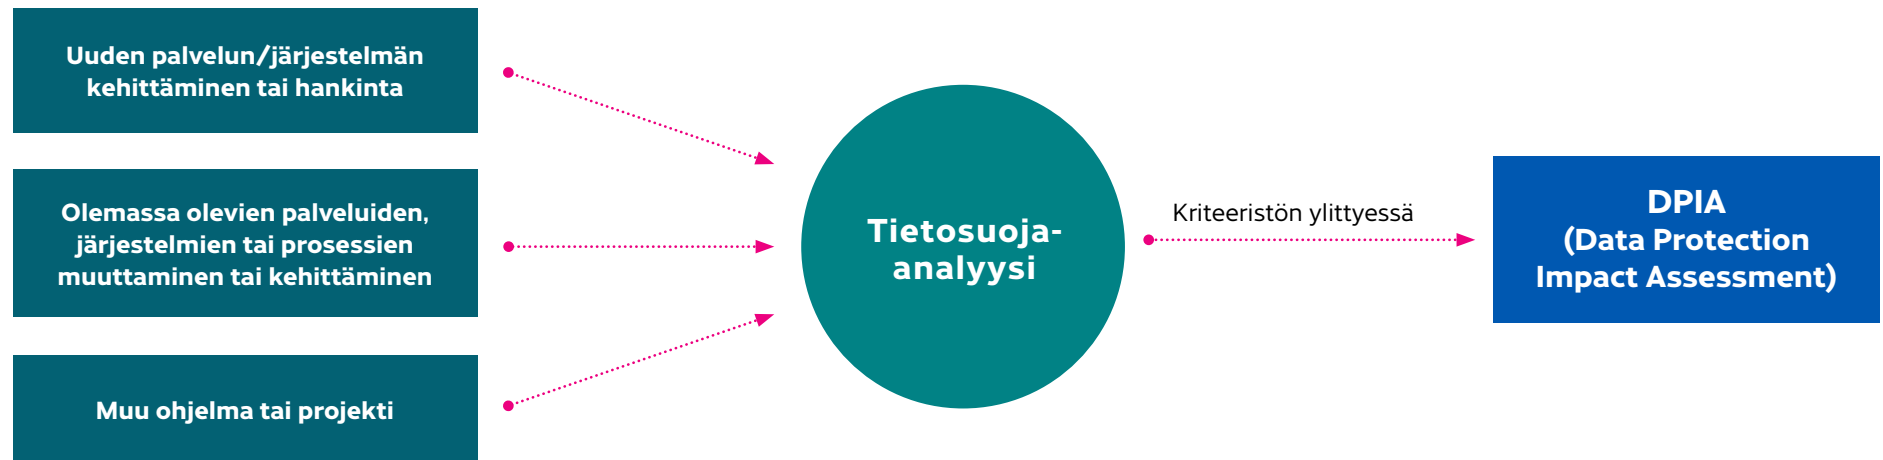 Uuden palvelun/järjestelmän
kehittäminen tai hankinta
Olemassa olevien palveluiden,
järjestelmien tai prosessien
muuttaminen tai kehittäminen
Muu ohjelma tai projekti
Tietosuoja-
analyysi
Kriteeristön ylittyessä
DPIA
(Data Protection
Impact Assessment)